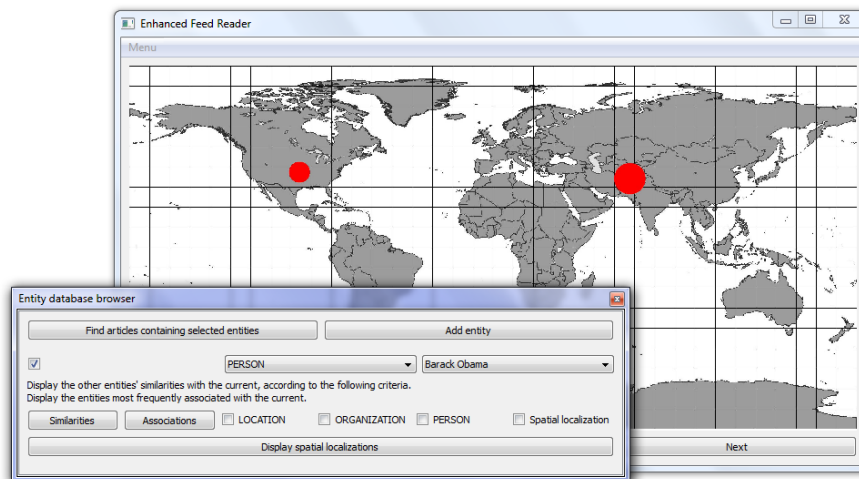 Enhanced Feed Reader
Menu
Entity database browser
Find articles containing selected entities
Add entity
PERSON
Barack Obama
Display the other entities' similarities with the current, according to the following criteria.
Display the entities most frequently associated with the current.
Similarities
Associations
LOCATION
ORGANIZATION
PERSON
Spatial localization
Display spatial localizations
Next